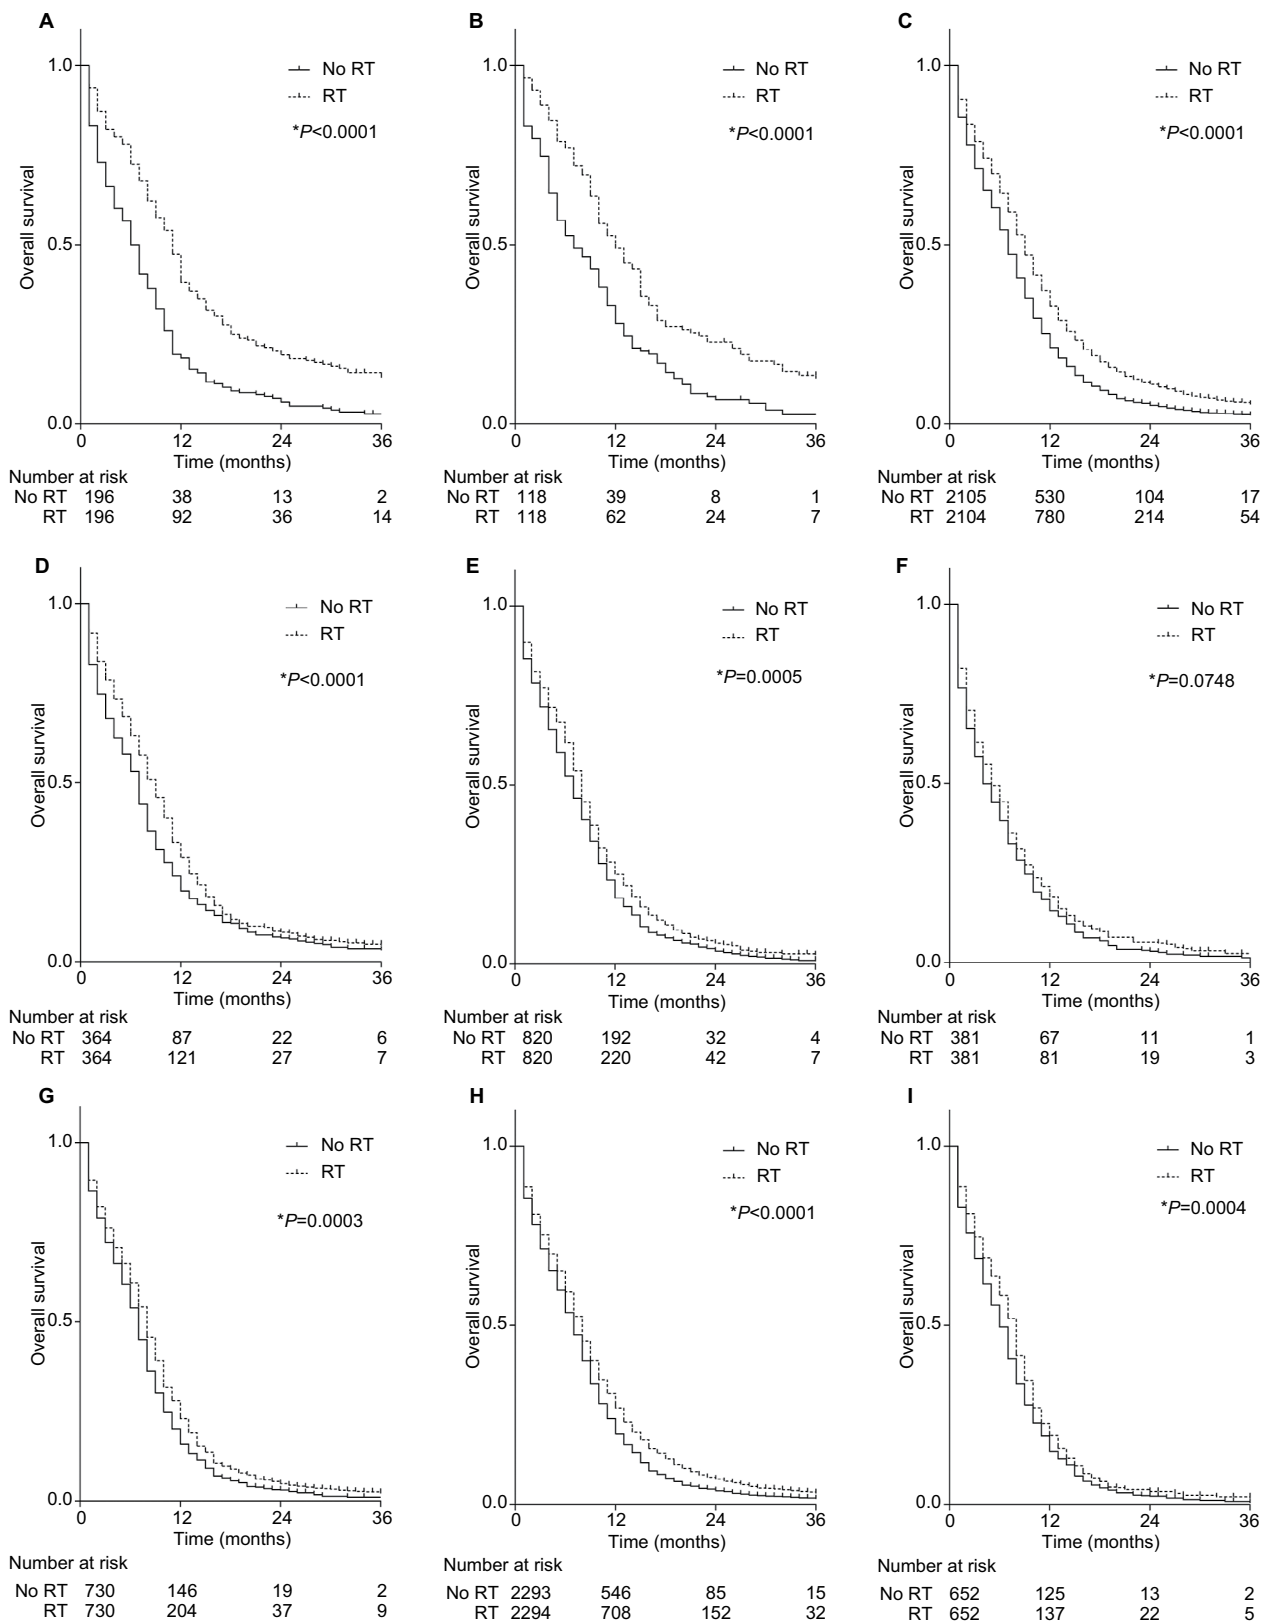 A
1.0
0.5
0.0
Overall survival
No RT
RT
*P<0.0001
0 12 24 36
Time (months)
Number at risk
No RT 196 38 13 2
RT 196 92 36 14
B
1.0
0.5
0.0
Overall survival
No RT
RT
*P<0.0001
0 12 24 36
Time (months)
Number at risk
No RT 118 39 8 1
RT 118 62 24 7
C
1.0
0.5
0.0
Overall survival
No RT
RT
*P<0.0001
0 12 24 36
Time (months)
Number at risk
No RT 2105 530 104 17
RT 2104 780 214 54
D
1.0
0.5
0.0
Overall survival
No RT
RT
*P<0.0001
0 12 24 36
Time (months)
Number at risk
No RT 364 87 22 6
RT 364 121 27 7
E
1.0
0.5
0.0
Overall survival
No RT
RT
*P=0.0005
0 12 24 36
Time (months)
Number at risk
No RT 820 192 32 4
RT 820 220 42 7
F
1.0
0.5
0.0
Overall survival
No RT
RT
*P=0.0748
0 12 24 36
Time (months)
Number at risk
No RT 381 67 11 1
RT 381 81 19 3
G
1.0
0.5
0.0
Overall survival
No RT
RT
*P=0.0003
0 12 24 36
Time (months)
Number at risk
No RT 730 146 19 2
RT 730 204 37 9
H
1.0
0.5
0.0
Overall survival
No RT
RT
*P<0.0001
0 12 24 36
Time (months)
Number at risk
No RT 2293 546 85 15
RT 2294 708 152 32
I
1.0
0.5
0.0
Overall survival
No RT
RT
*P=0.0004
0 12 24 36
Time (months)
Number at risk
No RT 652 125 13 2
RT 652 137 22 5